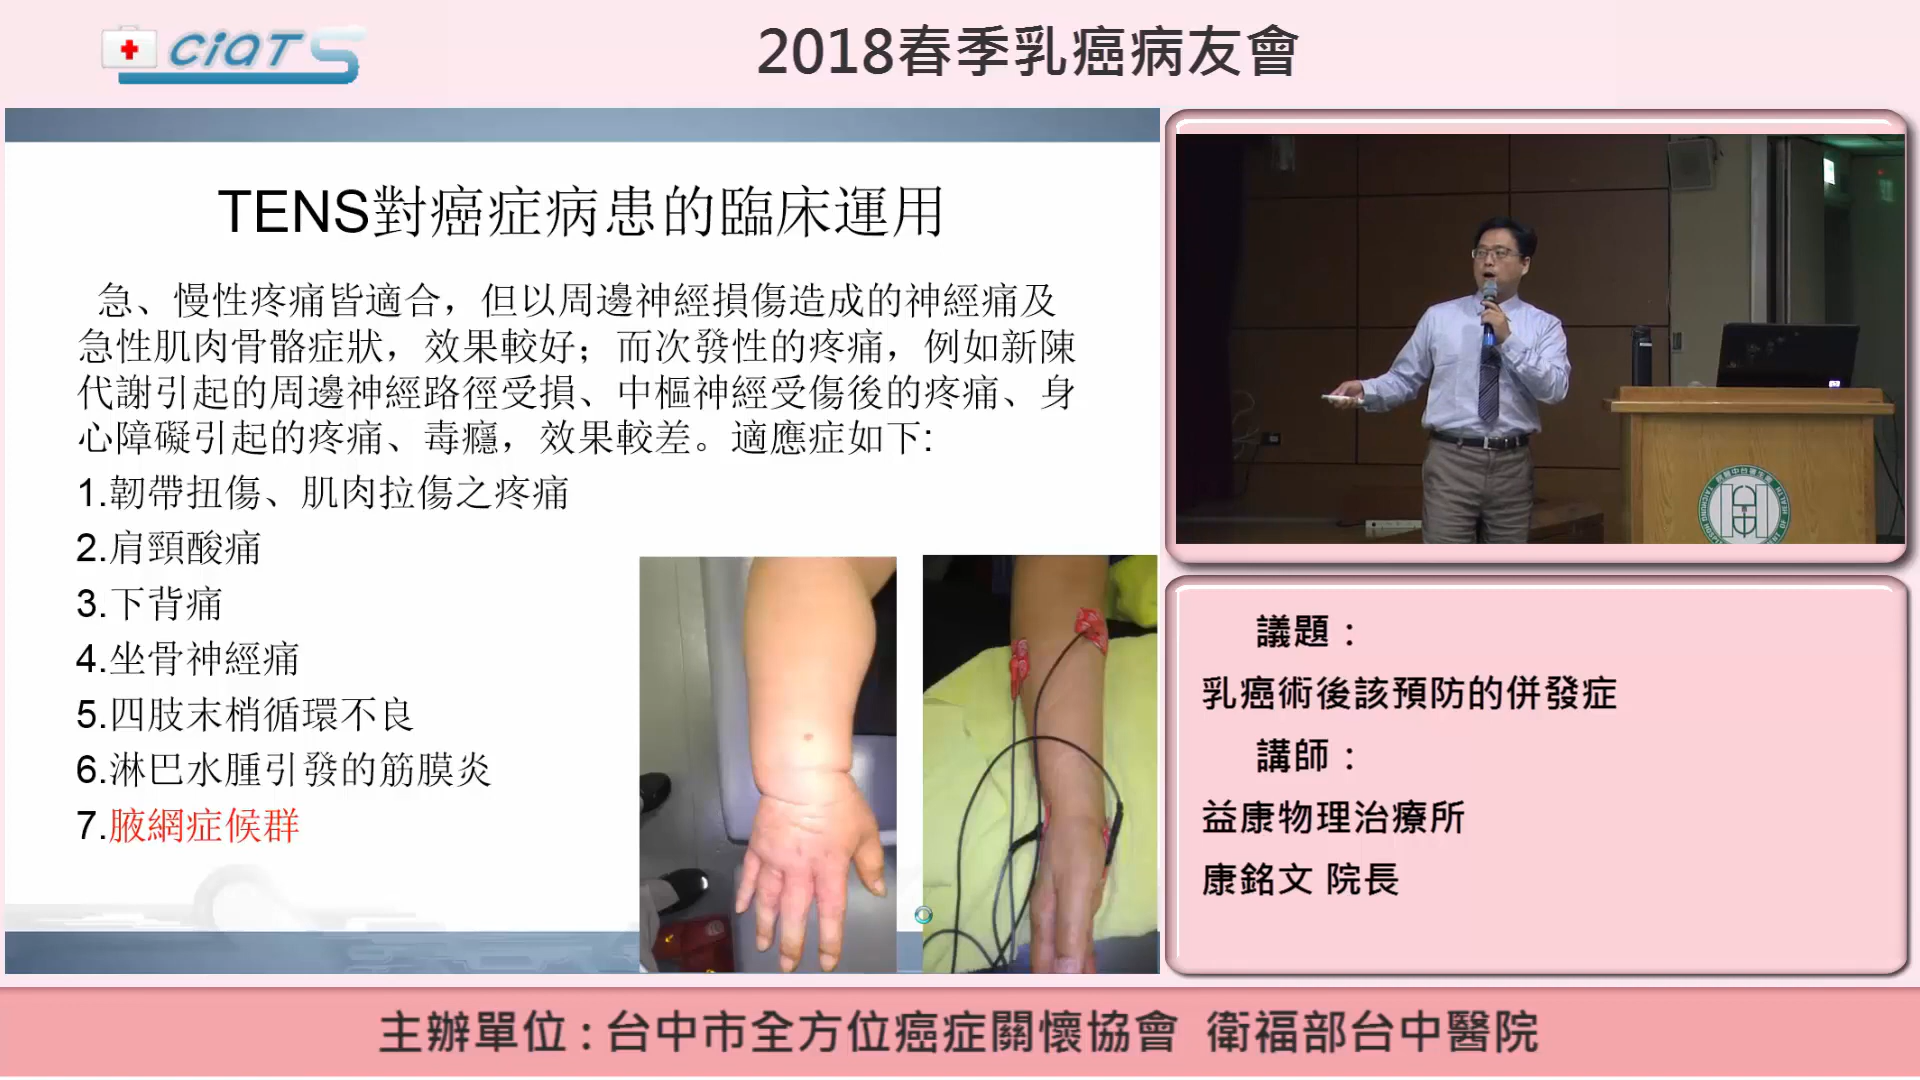 CiATS
2018春季乳癌病友會
TENS對癌症病患的臨床運用
急、慢性疼痛皆適合，但以周邊神經損傷造成的神經痛及
急性肌肉骨骼症狀，效果較好；而次發性的疼痛，例如新陳
代謝引起的周邊神經路徑受損、中樞神經受傷後的疼痛、身
心障礙引起的疼痛、毒癮，效果較差。適應症如下:
1.韌帶扭傷、肌肉拉傷之疼痛
2.肩頸酸痛
3.下背痛
4.坐骨神經痛
5.四肢末梢循環不良
6.淋巴水腫引發的筋膜炎
7.腋網症候群
議題：
乳癌術後該預防的併發症
講師：
益康物理治療所
康銘文 院長
主辦單位 : 台中市全方位癌症關懷協會 衛福部台中醫院